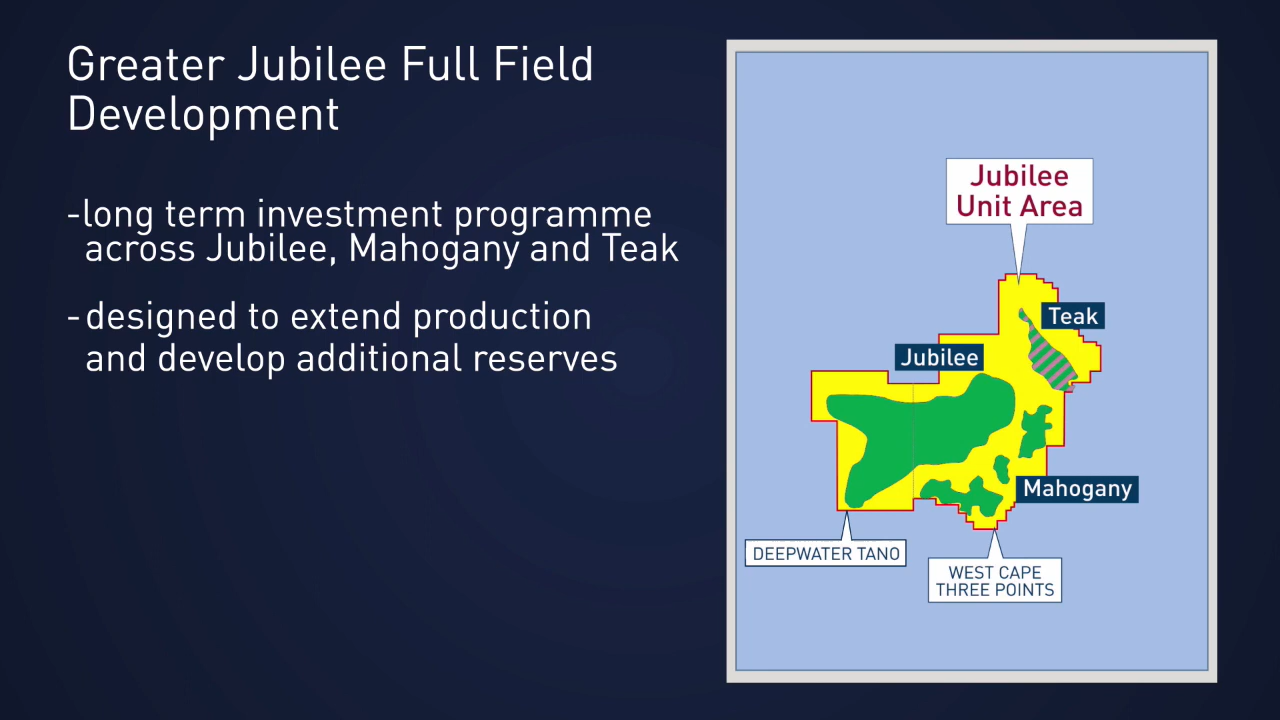 Greater Jubilee Full Field
Development
-long term investment programme
across Jubilee, Mahogany and Teak
-designed to extend production
and develop additional reserves
Jubilee
Unit Area
Teak
Jubilee
Mahogany
DEEPWATER TANO
WEST CAPE
THREE POINTS